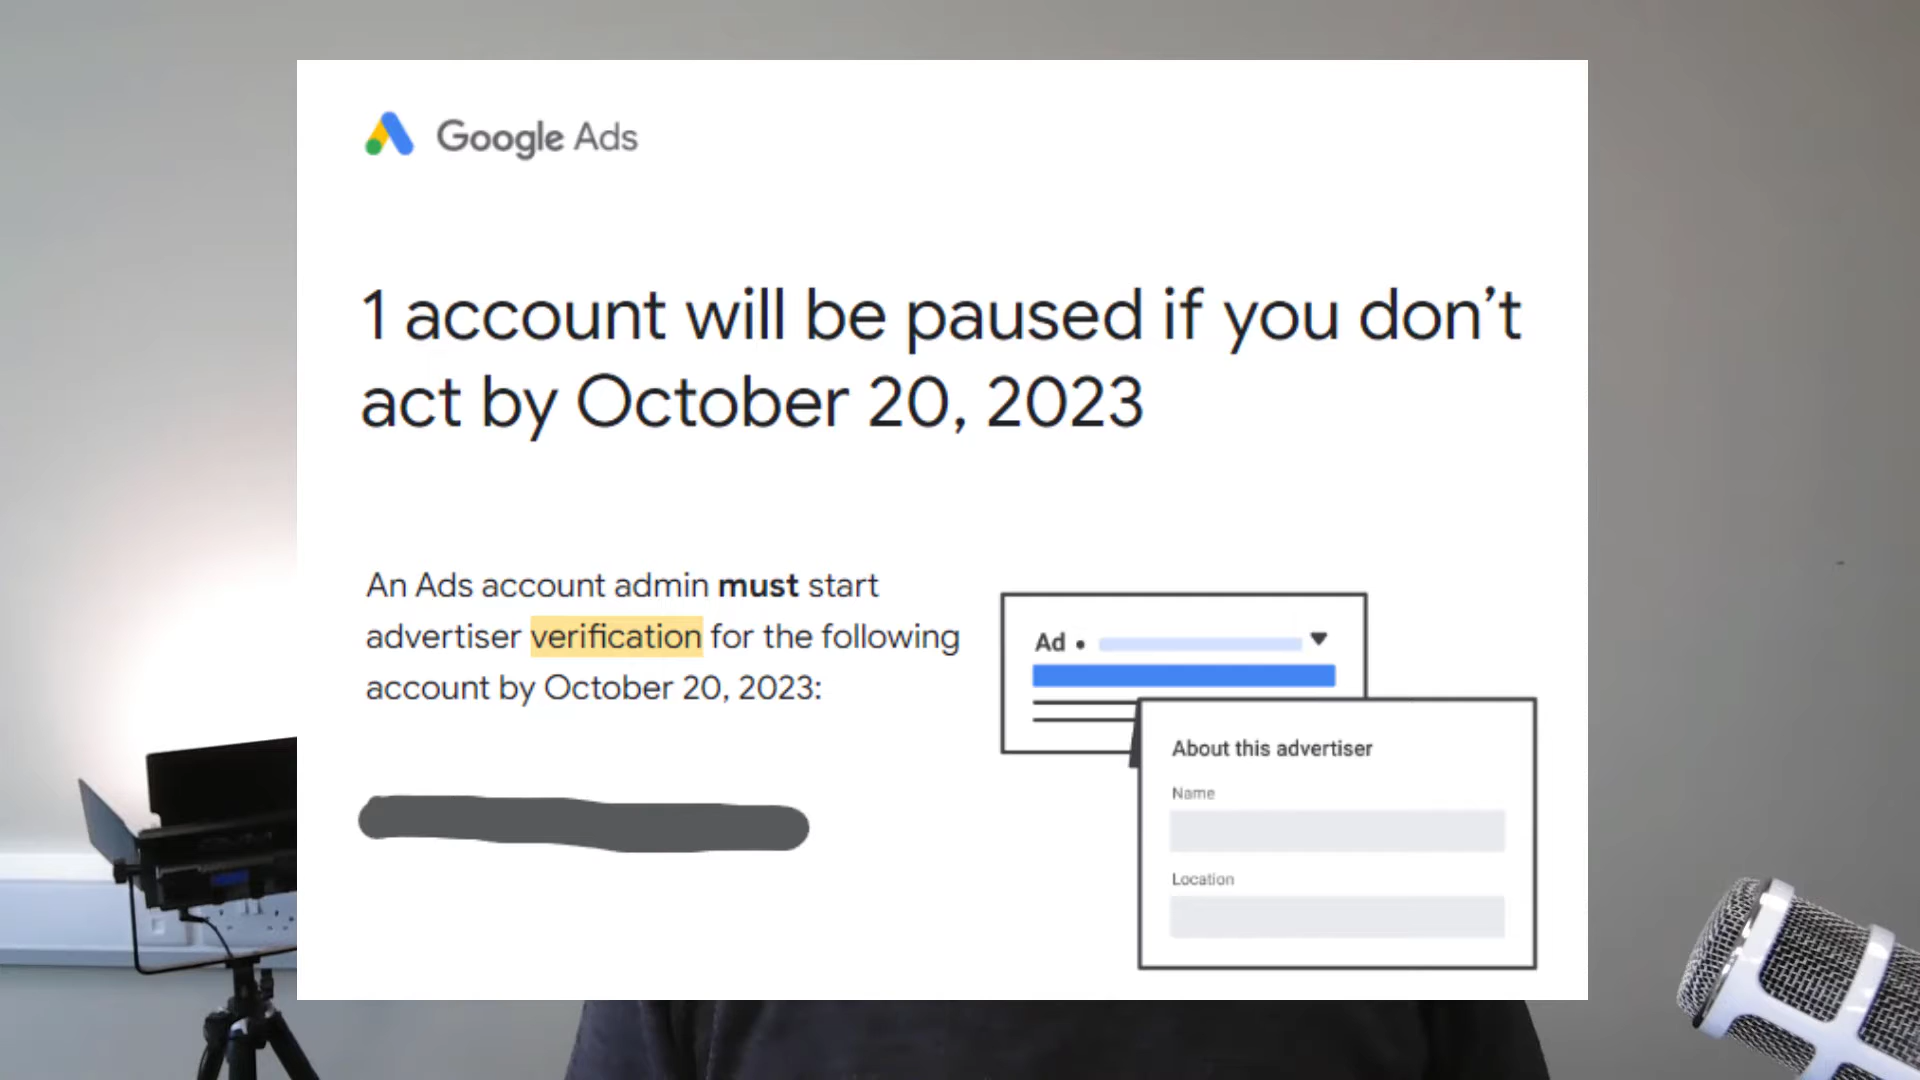 Google Ads
1 account will be paused if you don’t
act by October 20, 2023
An Ads account admin must start
advertiser verification for the following
account by October 20, 2023:
Ad •
About this advertiser
Name
Location